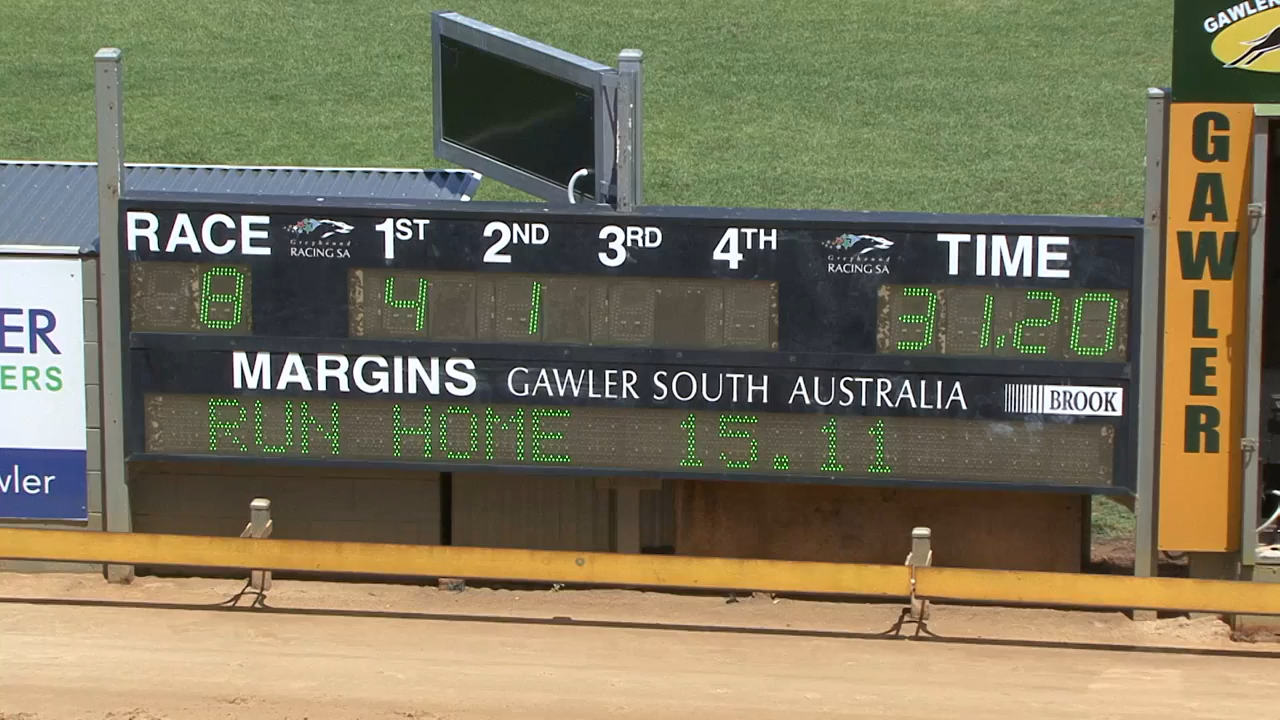 GAWLER
GAWLER
RACE Greyhound RACING SA 1ST 2ND 3RD 4TH Greyhound RACING SA TIME
8 4 1 31.20
MARGINS GAWLER SOUTH AUSTRALIA BROOK
RUN HOME 15.11
ER
ERS
wler